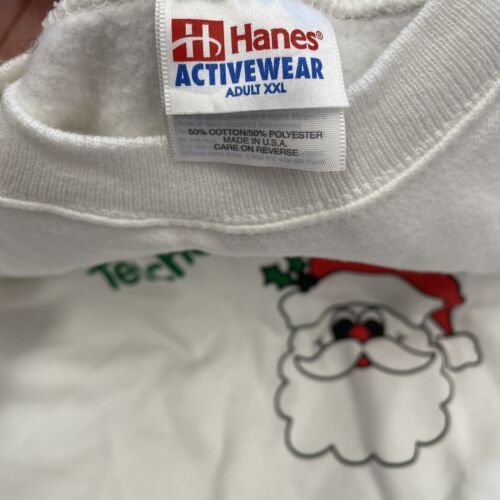 Hanes®
ACTIVEWEAR
ADULT XXL
50% COTTON/50% POLYESTER
MADE IN U.S.A.
CARE ON REVERSE